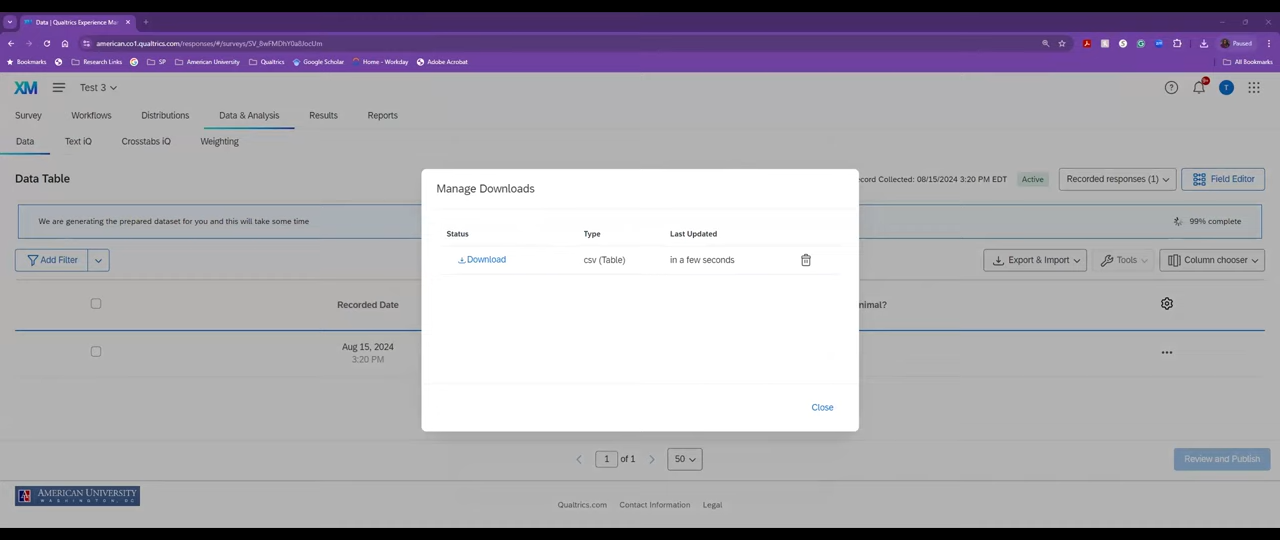 Data | Qualtrics Experience Ma
american.co1.qualtrics.com/responses/#/surveys/SV_8wFMDhY0a8JocUm
Paused
Bookmarks
Research Links
SP
American University
Qualtrics
Google Scholar
Home - Workday
Adobe Acrobat
All Bookmarks
XM
Test 3
9+
T
Survey
Workflows
Distributions
Data & Analysis
Results
Reports
Data
Text iQ
Crosstabs iQ
Weighting
Data Table
cord Collected: 08/15/2024 3:20 PM EDT
Active
Recorded responses (1)
Field Editor
We are generating the prepared dataset for you and this will take some time
99% complete
Add Filter
Export & Import
Tools
Column chooser
Recorded Date
nimal?
Aug 15, 2024
3:20 PM
Manage Downloads
Status
Type
Last Updated
Download
csv (Table)
in a few seconds
Close
1
of 1
50
Review and Publish
AMERICAN UNIVERSITY
WASHINGTON, DC
Qualtrics.com
Contact Information
Legal